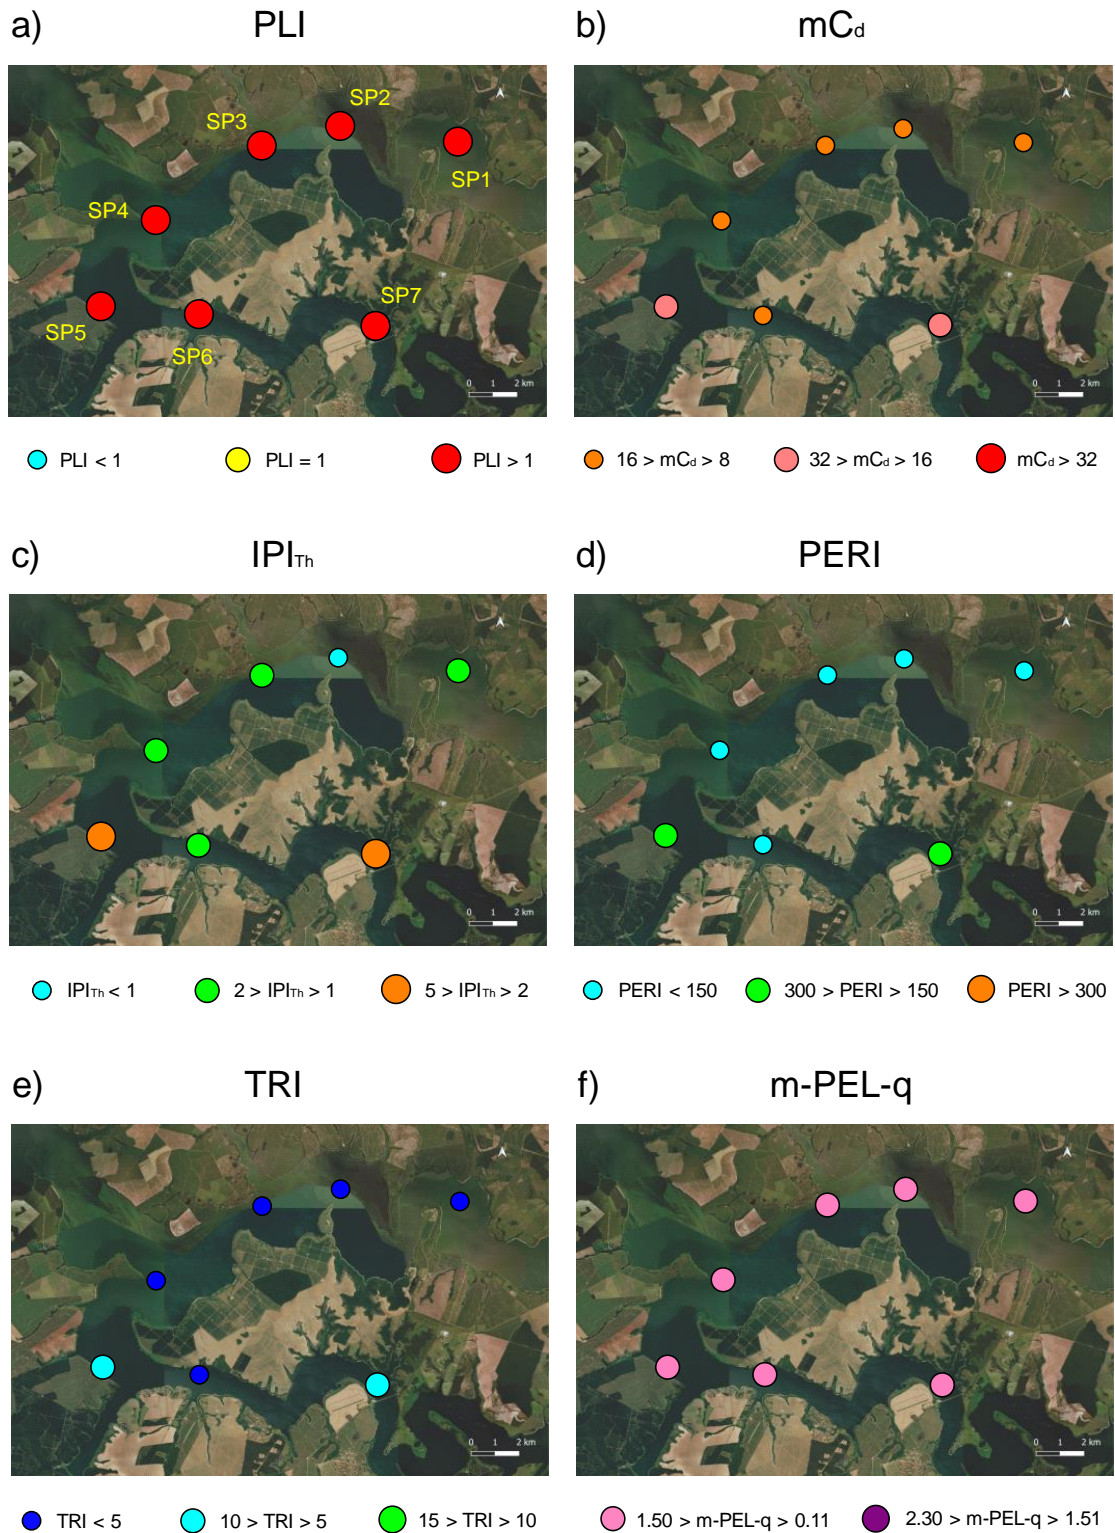 a) PLI
b) mCd
SP2
SP3
SP1
SP4
SP7
SP5
SP6
0 1 2 km
0 1 2 km
PLI < 1 PLI = 1 PLI > 1
16 > mCd > 8 32 > mCd > 16 mCd > 32
c) IPITh
d) PERI
0 1 2 km
0 1 2 km
IPITh < 1 2 > IPITh > 1 5 > IPITh > 2
PERI < 150 300 > PERI > 150 PERI > 300
e) TRI
f) m-PEL-q
0 1 2 km
0 1 2 km
TRI < 5 10 > TRI > 5 15 > TRI > 10
1.50 > m-PEL-q > 0.11 2.30 > m-PEL-q > 1.51